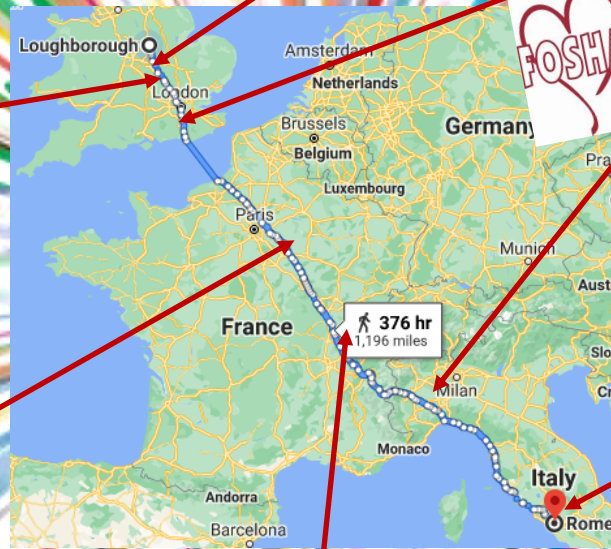 Loughborough
Amsterdam
Netherlands
London
Brussels
Belgium
Germany
Luxembourg
Paris
Munich
France
376 hr
1,196 miles
Milan
Monaco
Andorra
Italy
Rome
Barcelona